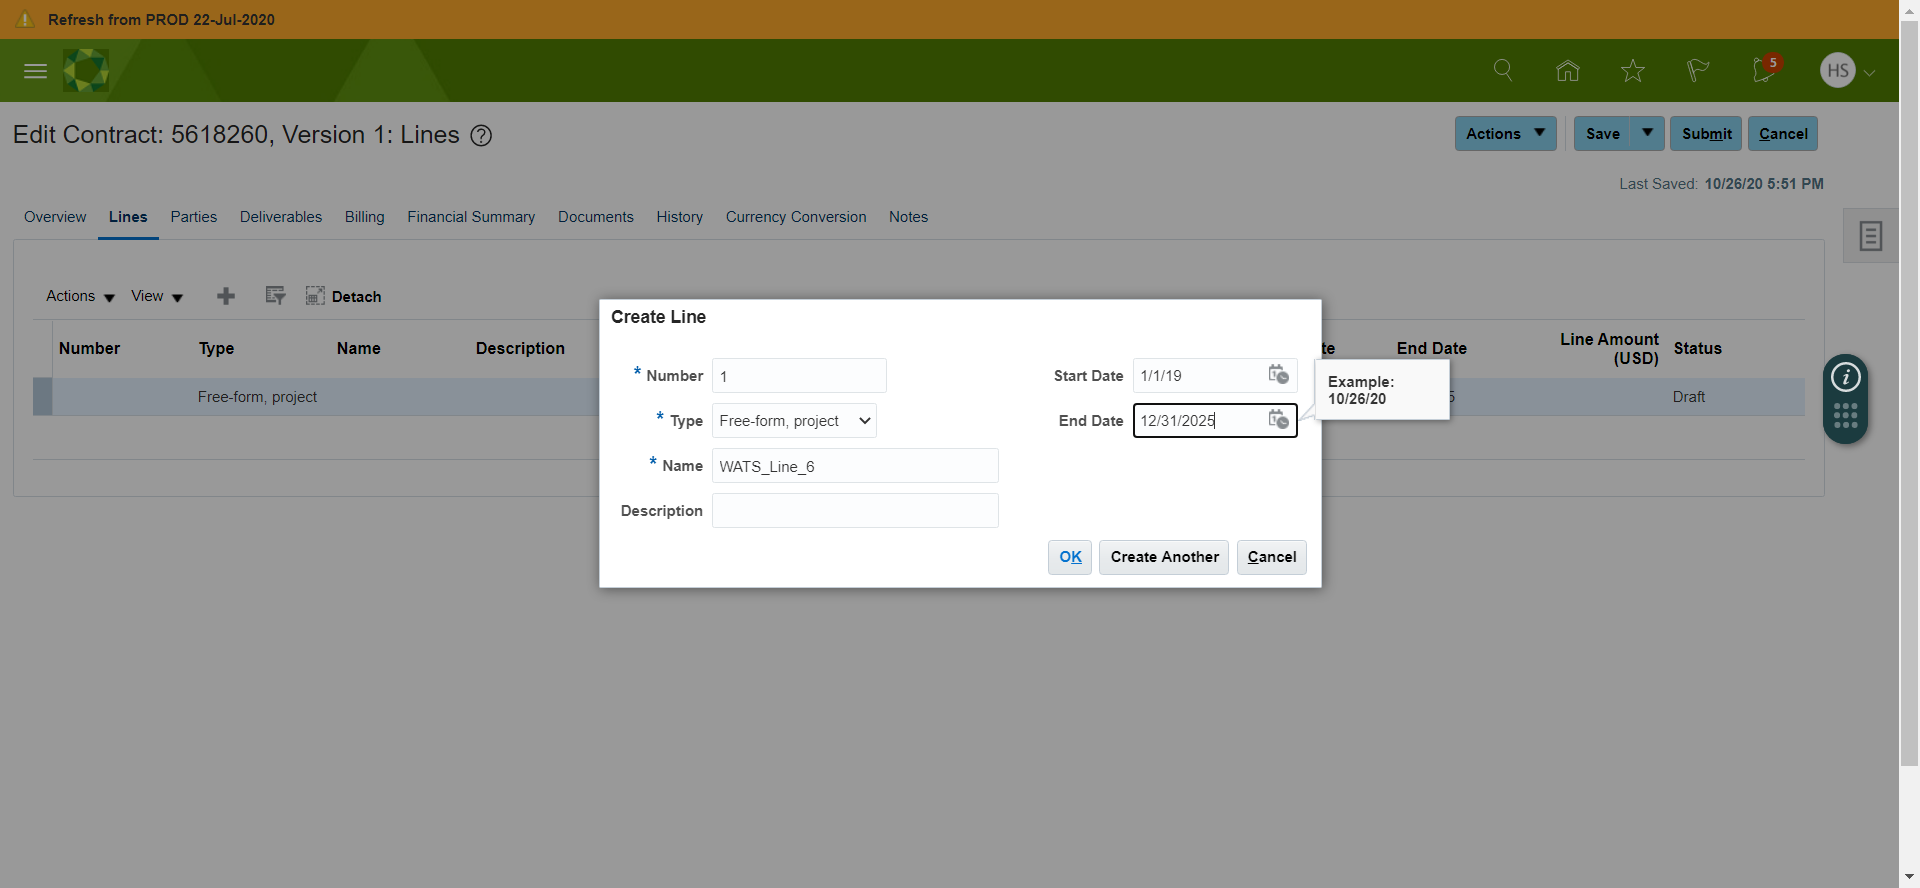 Refresh from PROD 22-Jul-2020
5
HS
Edit Contract: 5618260, Version 1: Lines ?
Actions Save Submit Cancel
Last Saved: 10/26/20 5:51 PM
Overview Lines Parties Deliverables Billing Financial Summary Documents History Currency Conversion Notes
Actions View Detach
Number Type Name Description te End Date Line Amount (USD) Status
Free-form, project 5 Draft
Create Line
* Number 1
* Type Free-form, project
* Name WATS_Line_6
Description
Start Date 1/1/19
End Date 12/31/2025
Example:
10/26/20
OK Create Another Cancel